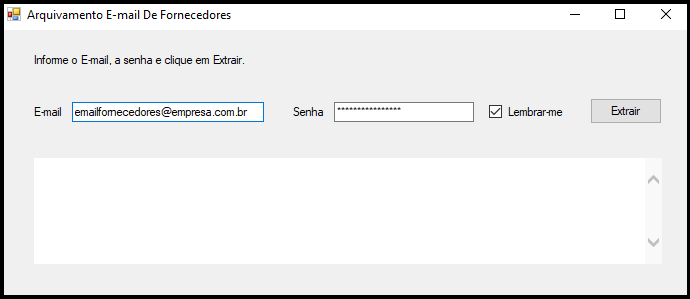 Arquivamento E-mail De Fornecedores
Informe o E-mail, a senha e clique em Extrair.
E-mail emailfornecedores@empresa.com.br Senha **************** Lembrar-me Extrair